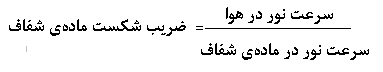 ضریب شکست ماده‌ی شفاف = سرعت نور در هوا
سرعت نور در ماده‌ی شفاف